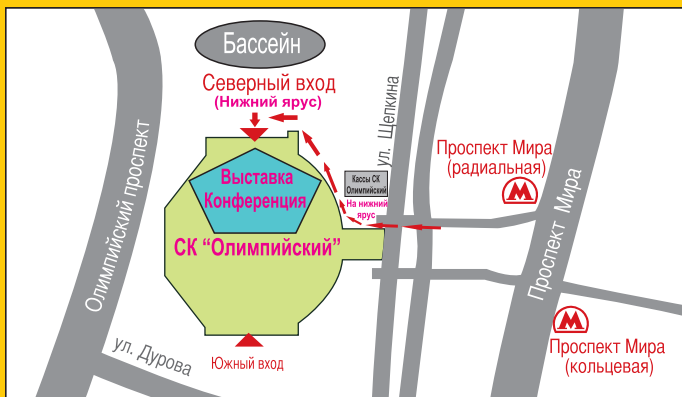 Бассейн
Северный вход
(Нижний ярус)
Олимпийский проспект
ул. Щепкина
Проспект Мира
(радиальная)
М
Кассы СК
Олимпийский
На нижний
ярус
Выставка
Конференция
СК “Олимпийский”
Проспект Мира
М
Проспект Мира
(кольцевая)
ул. Дурова
Южный вход